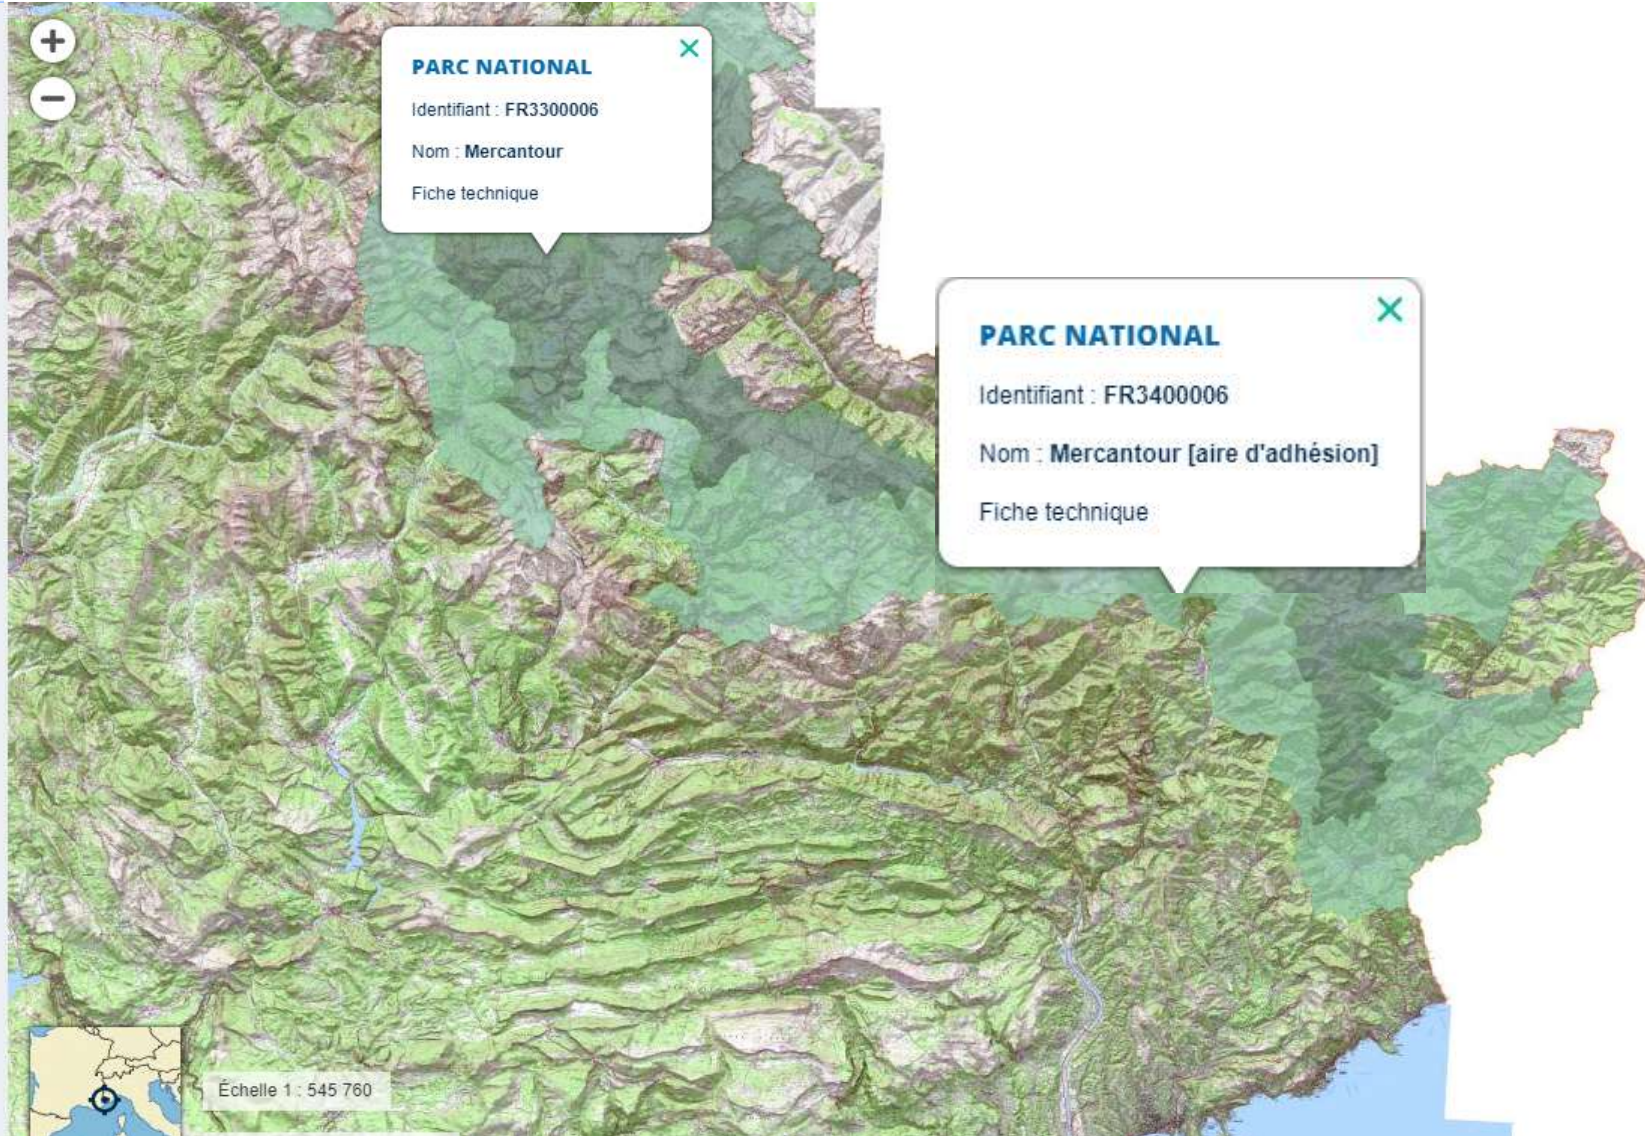 PARC NATIONAL
Identifiant : FR3300006
Nom : Mercantour
Fiche technique
PARC NATIONAL
Identifiant : FR3400006
Nom : Mercantour [aire d'adhésion]
Fiche technique
Échelle 1 : 545 760